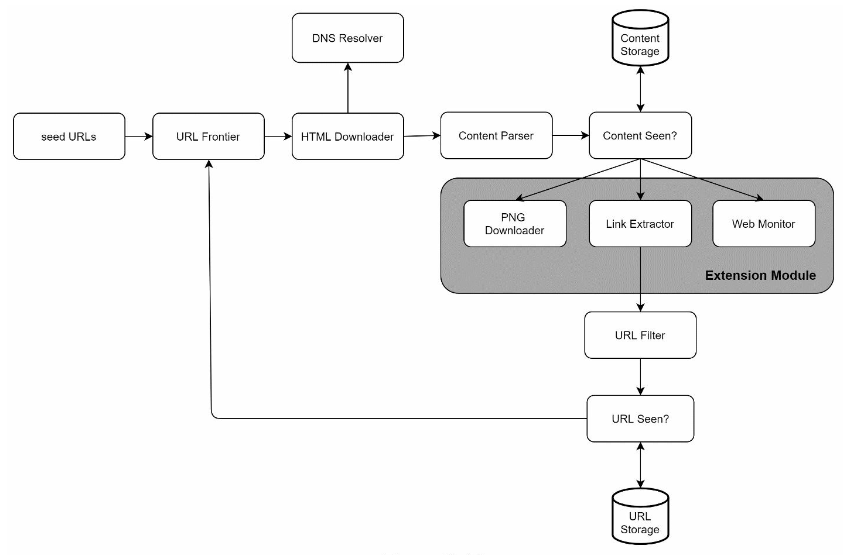 DNS Resolver
Content
Storage
seed URLs
URL Frontier
HTML Downloader
Content Parser
Content Seen?
PNG
Downloader
Link Extractor
Web Monitor
Extension Module
URL Filter
URL Seen?
URL
Storage